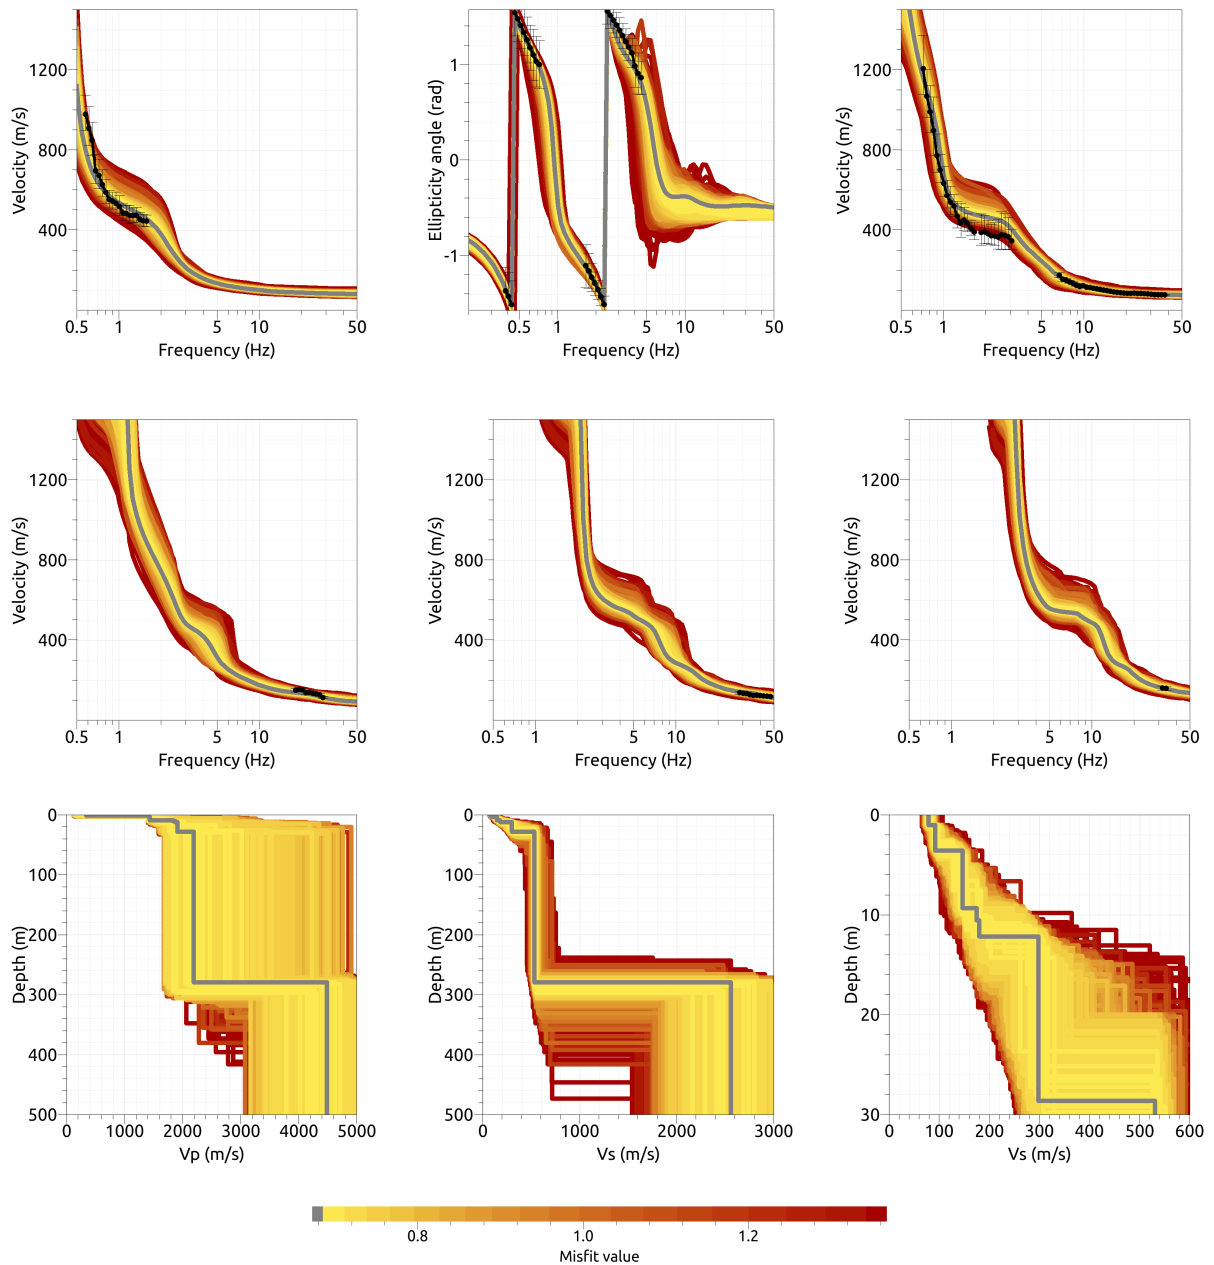 1200
800
400
Velocity (m/s)
0.5 1 5 10 50
Frequency (Hz)
1
0
-1
Ellipticity angle (rad)
0.5 1 5 10 50
Frequency (Hz)
1200
800
400
Velocity (m/s)
0.5 1 5 10 50
Frequency (Hz)
1200
800
400
Velocity (m/s)
0.5 1 5 10 50
Frequency (Hz)
1200
800
400
Velocity (m/s)
0.5 1 5 10 50
Frequency (Hz)
1200
800
400
Velocity (m/s)
0.5 1 5 10 50
Frequency (Hz)
0
100
200
300
400
500
Depth (m)
0 1000 2000 3000 4000 5000
Vp (m/s)
0
100
200
300
400
500
Depth (m)
0 1000 2000 3000
Vs (m/s)
0
10
20
30
Depth (m)
0 100 200 300 400 500 600
Vs (m/s)
0.8 1.0 1.2
Misfit value